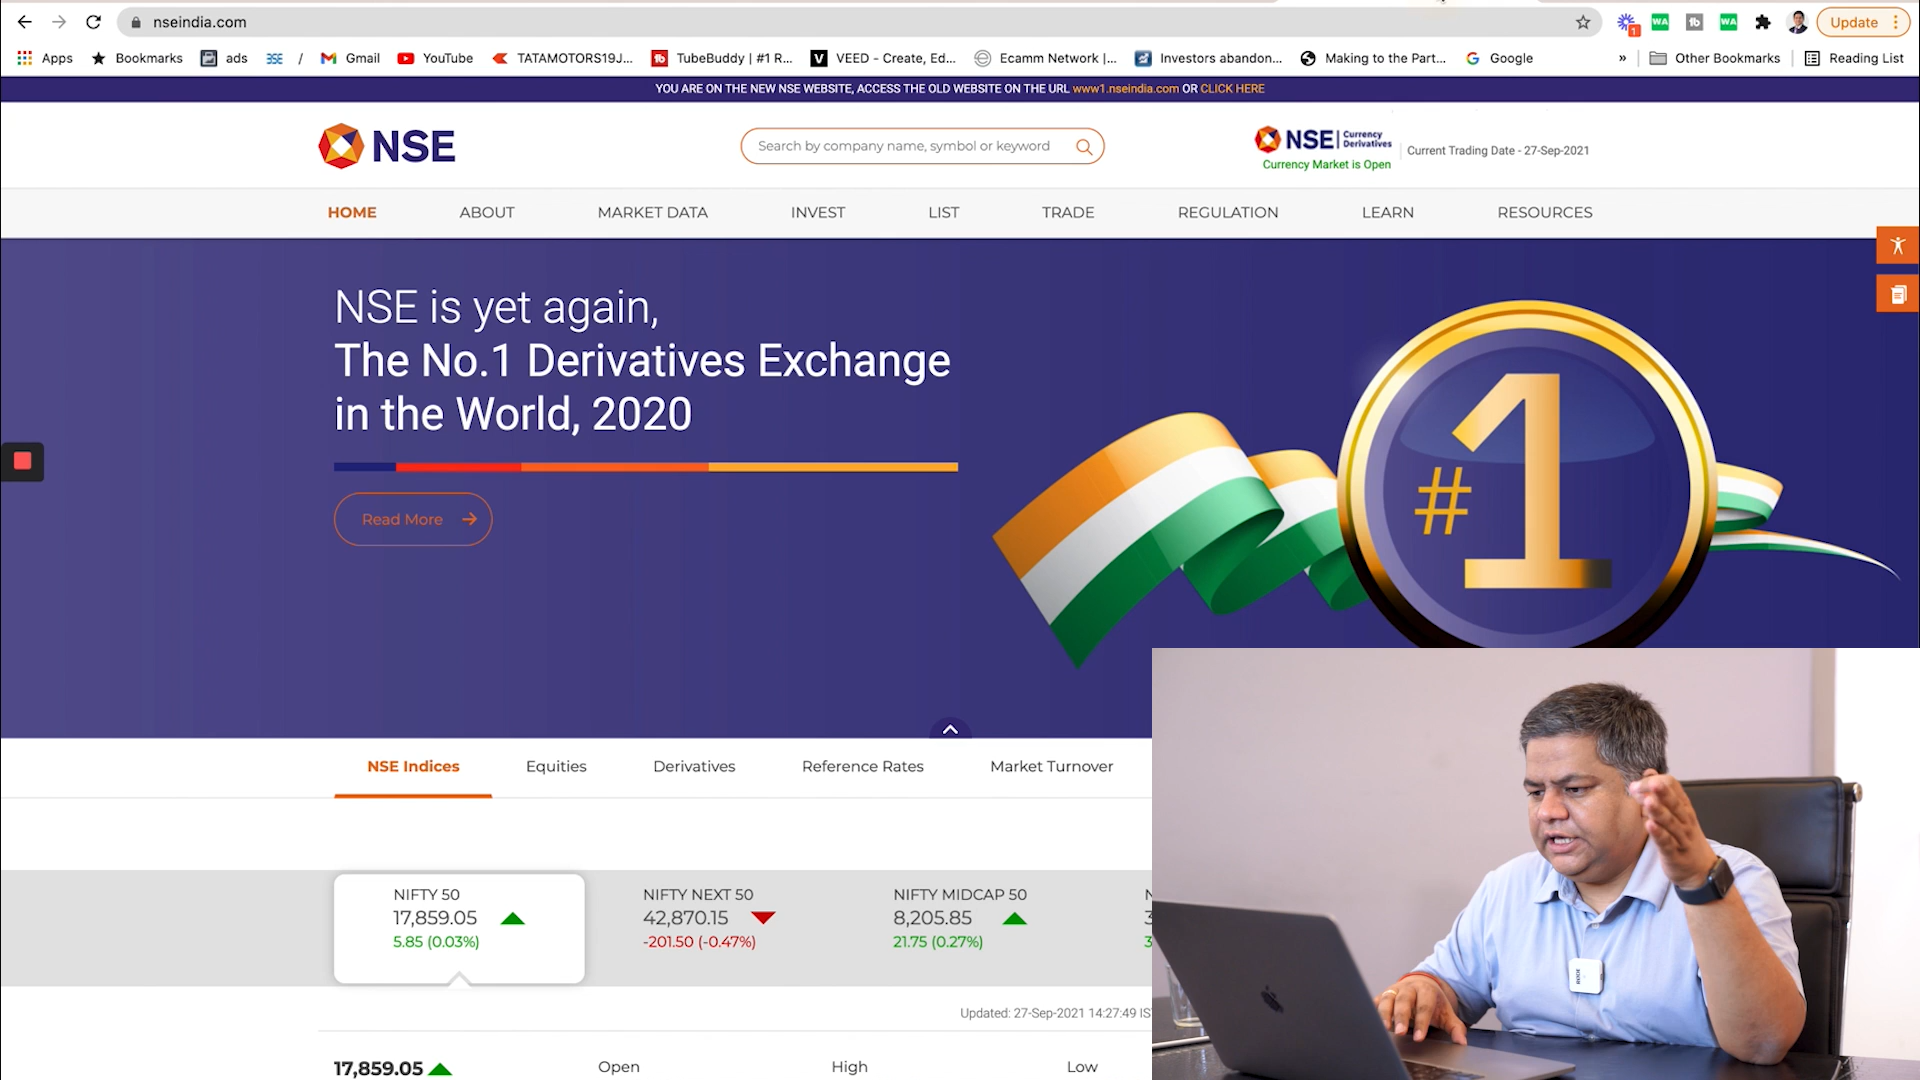 nseindia.com
Update
Apps
Bookmarks
ads
/
Gmail
YouTube
TATAMOTORS19J...
TubeBuddy | #1 R...
VEED - Create, Ed...
Ecamm Network |...
Investors abandon...
Making to the Part...
Google
»
Other Bookmarks
Reading List
YOU ARE ON THE NEW NSE WEBSITE, ACCESS THE OLD WEBSITE ON THE URL www1.nseindia.com OR CLICK HERE
NSE
Search by company name, symbol or keyword
NSE | Currency Derivatives
Currency Market is Open
Current Trading Date - 27-Sep-2021
HOME
ABOUT
MARKET DATA
INVEST
LIST
TRADE
REGULATION
LEARN
RESOURCES
NSE is yet again,
The No.1 Derivatives Exchange
in the World, 2020
Read More
#1
NSE Indices
Equities
Derivatives
Reference Rates
Market Turnover
NIFTY 50
17,859.05
5.85 (0.03%)
NIFTY NEXT 50
42,870.15
-201.50 (-0.47%)
NIFTY MIDCAP 50
8,205.85
21.75 (0.27%)
Updated: 27-Sep-2021 14:27:49
17,859.05
Open
High
Low